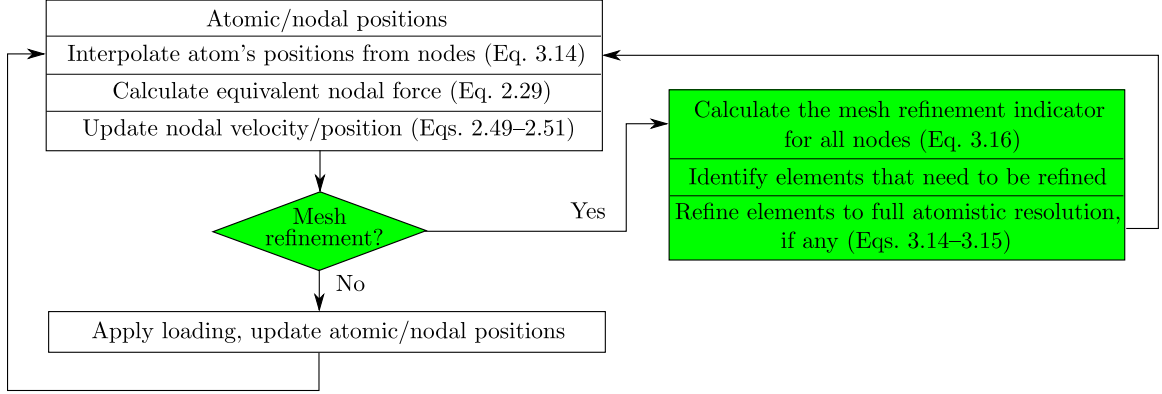 Atomic/nodal positions
Interpolate atom's positions from nodes (Eq. 3.14)
Calculate equivalent nodal force (Eq. 2.29)
Update nodal velocity/position (Eqs. 2.49–2.51)
Mesh
refinement?
Yes
No
Apply loading, update atomic/nodal positions
Calculate the mesh refinement indicator
for all nodes (Eq. 3.16)
Identify elements that need to be refined
Refine elements to full atomistic resolution,
if any (Eqs. 3.14–3.15)